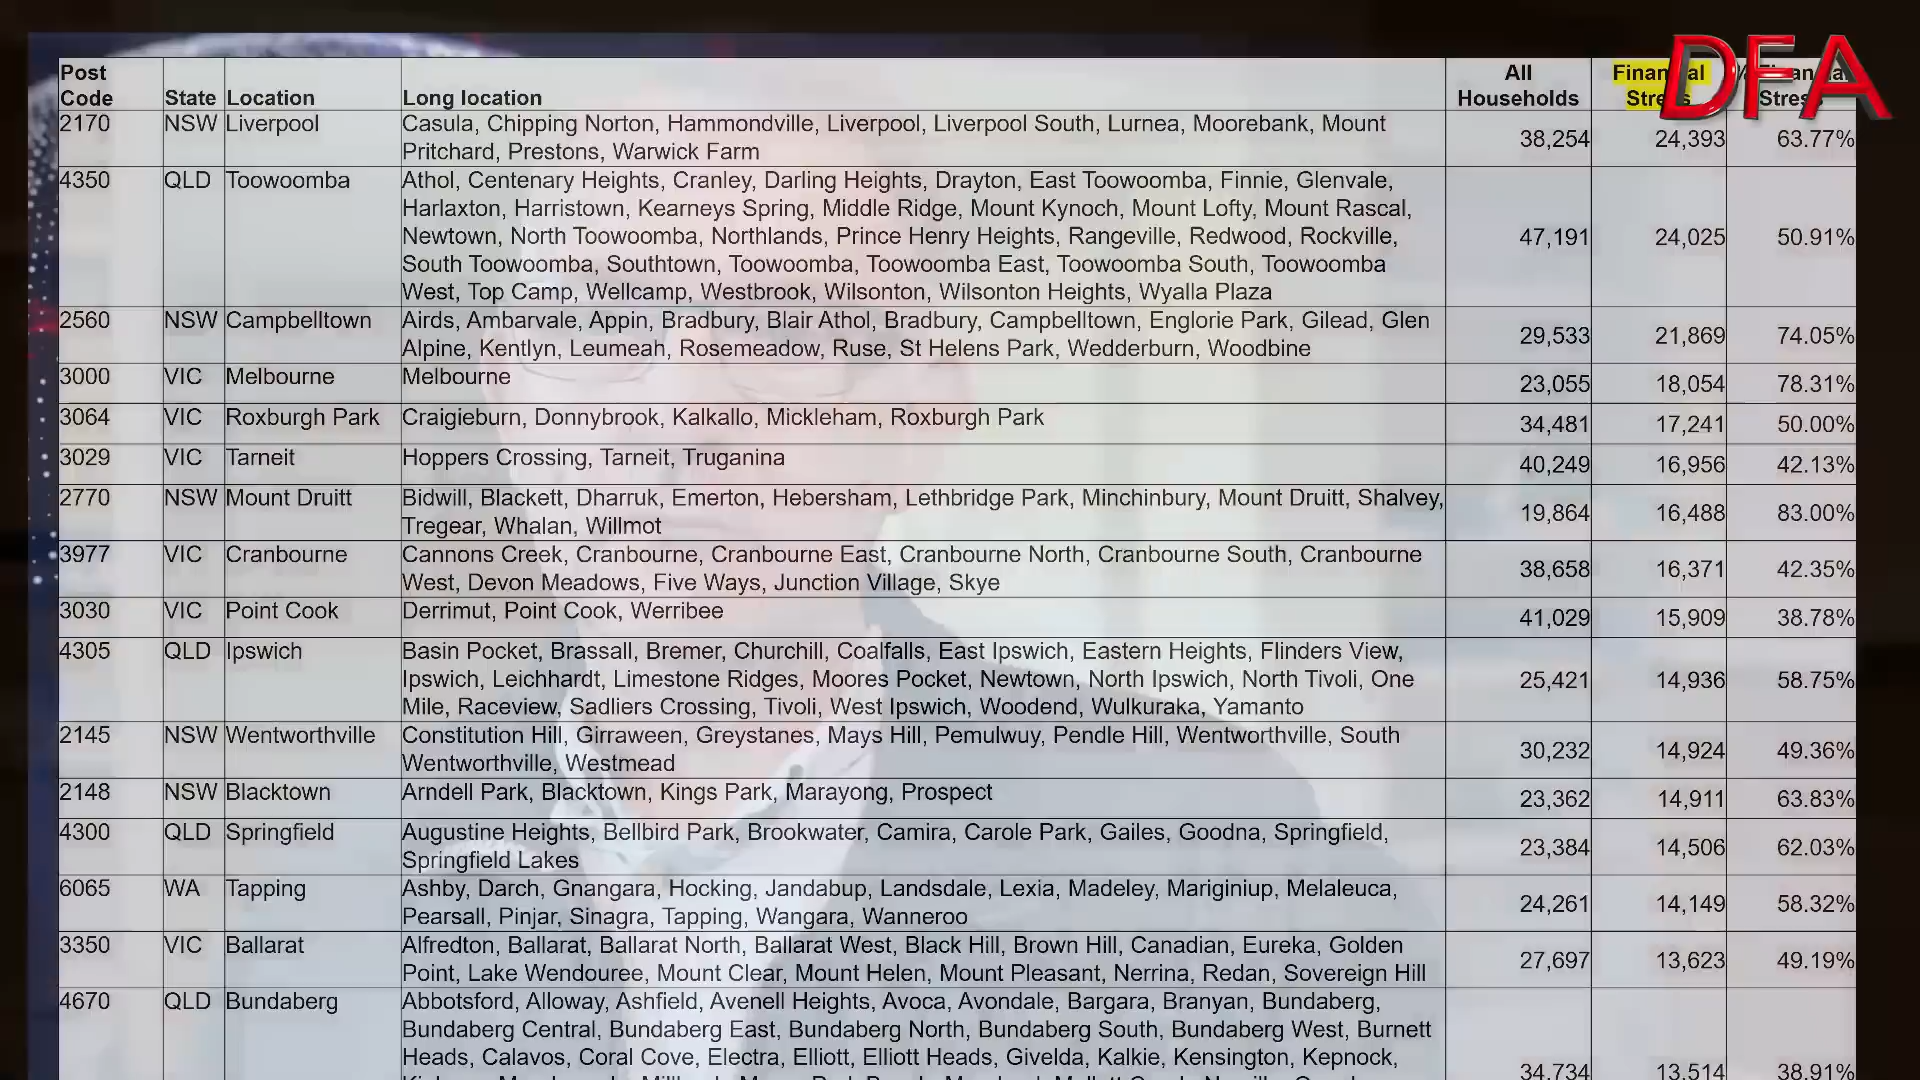 DFA
Post Code State Location Long location All Households Financial Stress Stress
2170 NSW Liverpool Casula, Chipping Norton, Hammondville, Liverpool, Liverpool South, Lurnea, Moorebank, Mount
Pritchard, Prestons, Warwick Farm 38,254 24,393 63.77%
4350 QLD Toowoomba Athol, Centenary Heights, Cranley, Darling Heights, Drayton, East Toowoomba, Finnie, Glenvale,
Harlaxton, Harristown, Kearneys Spring, Middle Ridge, Mount Kynoch, Mount Lofty, Mount Rascal,
Newtown, North Toowoomba, Northlands, Prince Henry Heights, Rangeville, Redwood, Rockville,
South Toowoomba, Southtown, Toowoomba, Toowoomba East, Toowoomba South, Toowoomba
West, Top Camp, Wellcamp, Westbrook, Wilsonton, Wilsonton Heights, Wyalla Plaza 47,191 24,025 50.91%
2560 NSW Campbelltown Airds, Ambarvale, Appin, Bradbury, Blair Athol, Bradbury, Campbelltown, Englorie Park, Gilead, Glen
Alpine, Kentlyn, Leumeah, Rosemeadow, Ruse, St Helens Park, Wedderburn, Woodbine 29,533 21,869 74.05%
3000 VIC Melbourne Melbourne 23,055 18,054 78.31%
3064 VIC Roxburgh Park Craigieburn, Donnybrook, Kalkallo, Mickleham, Roxburgh Park 34,481 17,241 50.00%
3029 VIC Tarneit Hoppers Crossing, Tarneit, Truganina 40,249 16,956 42.13%
2770 NSW Mount Druitt Bidwill, Blackett, Dharruk, Emerton, Hebersham, Lethbridge Park, Minchinbury, Mount Druitt, Shalvey,
Tregear, Whalan, Willmot 19,864 16,488 83.00%
3977 VIC Cranbourne Cannons Creek, Cranbourne, Cranbourne East, Cranbourne North, Cranbourne South, Cranbourne
West, Devon Meadows, Five Ways, Junction Village, Skye 38,658 16,371 42.35%
3030 VIC Point Cook Derrimut, Point Cook, Werribee 41,029 15,909 38.78%
4305 QLD Ipswich Basin Pocket, Brassall, Bremer, Churchill, Coalfalls, East Ipswich, Eastern Heights, Flinders View,
Ipswich, Leichhardt, Limestone Ridges, Moores Pocket, Newtown, North Ipswich, North Tivoli, One
Mile, Raceview, Sadliers Crossing, Tivoli, West Ipswich, Woodend, Wulkuraka, Yamanto 25,421 14,936 58.75%
2145 NSW Wentworthville Constitution Hill, Girraween, Greystanes, Mays Hill, Pemulwuy, Pendle Hill, Wentworthville, South
Wentworthville, Westmead 30,232 14,924 49.36%
2148 NSW Blacktown Arndell Park, Blacktown, Kings Park, Marayong, Prospect 23,362 14,911 63.83%
4300 QLD Springfield Augustine Heights, Bellbird Park, Brookwater, Camira, Carole Park, Gailes, Goodna, Springfield,
Springfield Lakes 23,384 14,506 62.03%
6065 WA Tapping Ashby, Darch, Gnangara, Hocking, Jandabup, Landsdale, Lexia, Madeley, Mariginiup, Melaleuca,
Pearsall, Pinjar, Sinagra, Tapping, Wangara, Wanneroo 24,261 14,149 58.32%
3350 VIC Ballarat Alfredton, Ballarat, Ballarat North, Ballarat West, Black Hill, Brown Hill, Canadian, Eureka, Golden
Point, Lake Wendouree, Mount Clear, Mount Helen, Mount Pleasant, Nerrina, Redan, Sovereign Hill 27,697 13,623 49.19%
4670 QLD Bundaberg Abbotsford, Alloway, Ashfield, Avenell Heights, Avoca, Avondale, Bargara, Branyan, Bundaberg,
Bundaberg Central, Bundaberg East, Bundaberg North, Bundaberg South, Bundaberg West, Burnett
Heads, Calavos, Coral Cove, Electra, Elliott, Elliott Heads, Givelda, Kalkie, Kensington, Kepnock,
34,734 13,514 38.91%